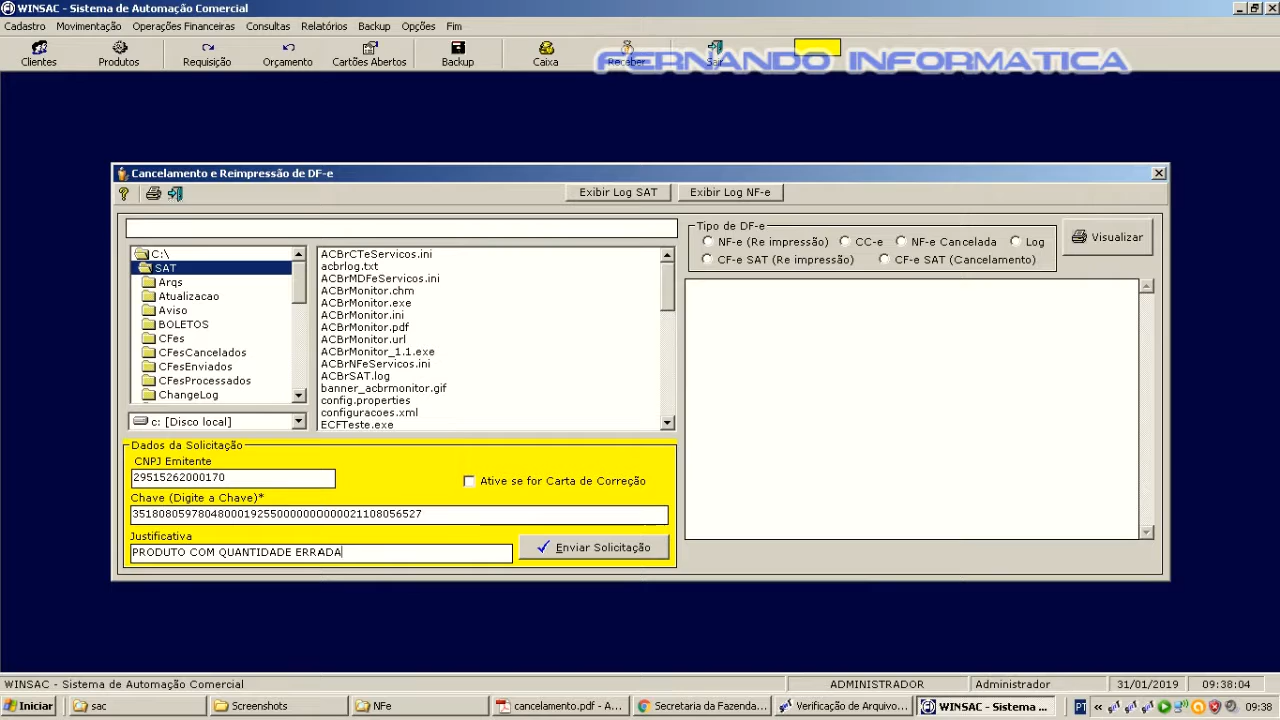 WINSAC - Sistema de Automação Comercial
Cadastro Movimentação Operações Financeiras Consultas Relatórios Backup Opções Fim
Clientes Produtos Requisição Orçamento Cartões Abertos Backup Caixa Receber Sair
FERNANDO INFORMATICA
Cancelamento e Reimpressão de DF-e
Exibir Log SAT Exibir Log NF-e
Tipo de DF-e
NF-e (Re impressão) CC-e NF-e Cancelada Log
CF-e SAT (Re impressão) CF-e SAT (Cancelamento)
Visualizar
C:\
SAT
Arqs
Atualizacao
Aviso
BOLETOS
CFes
CFesCancelados
CFesEnviados
CFesProcessados
ChangeLog
c: [Disco local]
ACBrCTeServicos.ini
acbrlog.txt
ACBrMDFeServicos.ini
ACBrMonitor.chm
ACBrMonitor.exe
ACBrMonitor.ini
ACBrMonitor.pdf
ACBrMonitor.url
ACBrMonitor_1.1.exe
ACBrNFeServicos.ini
ACBrSAT.log
banner_acbrmonitor.gif
config.properties
configuracoes.xml
ECFTeste.exe
Dados da Solicitação
CNPJ Emitente
29515262000170
Ative se for Carta de Correção
Chave (Digite a Chave)*
35180805978048000192550000000000021108056527
Justificativa
PRODUTO COM QUANTIDADE ERRADA
Enviar Solicitação
WINSAC - Sistema de Automação Comercial ADMINISTRADOR Administrador 31/01/2019 09:38:04
Iniciar sac Screenshots NFe cancelamento.pdf - A... Secretaria da Fazenda... Verificação de Arquivo... WINSAC - Sistema ... PT « 09:38